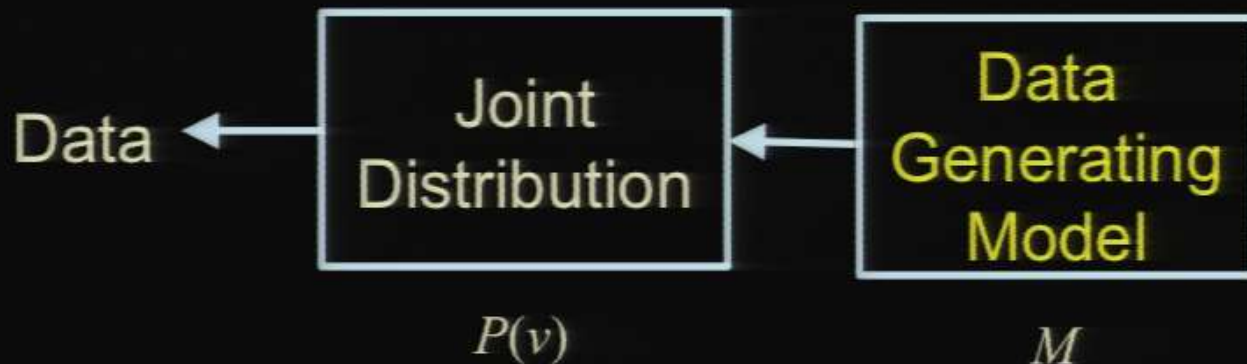 Data
Joint
Distribution
P(v)
Data
Generating
Model
M